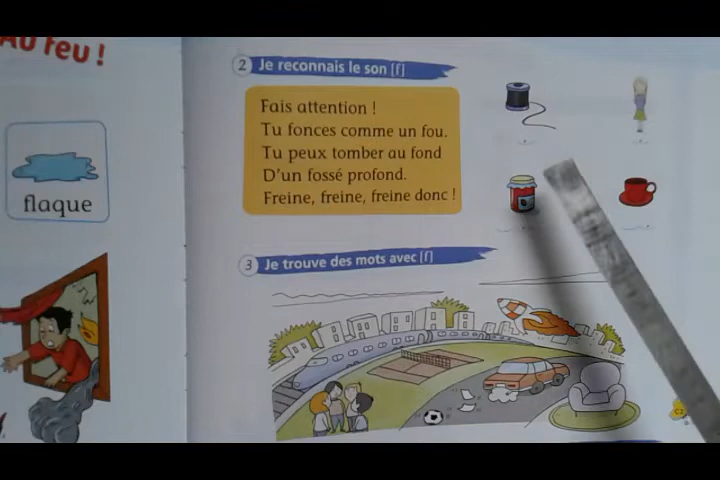 Au feu !
flaque
2 Je reconnais le son [f]
Fais attention !
Tu fonces comme un fou.
Tu peux tomber au fond
D'un fossé profond.
Freine, freine, freine donc !
3 Je trouve des mots avec [f]